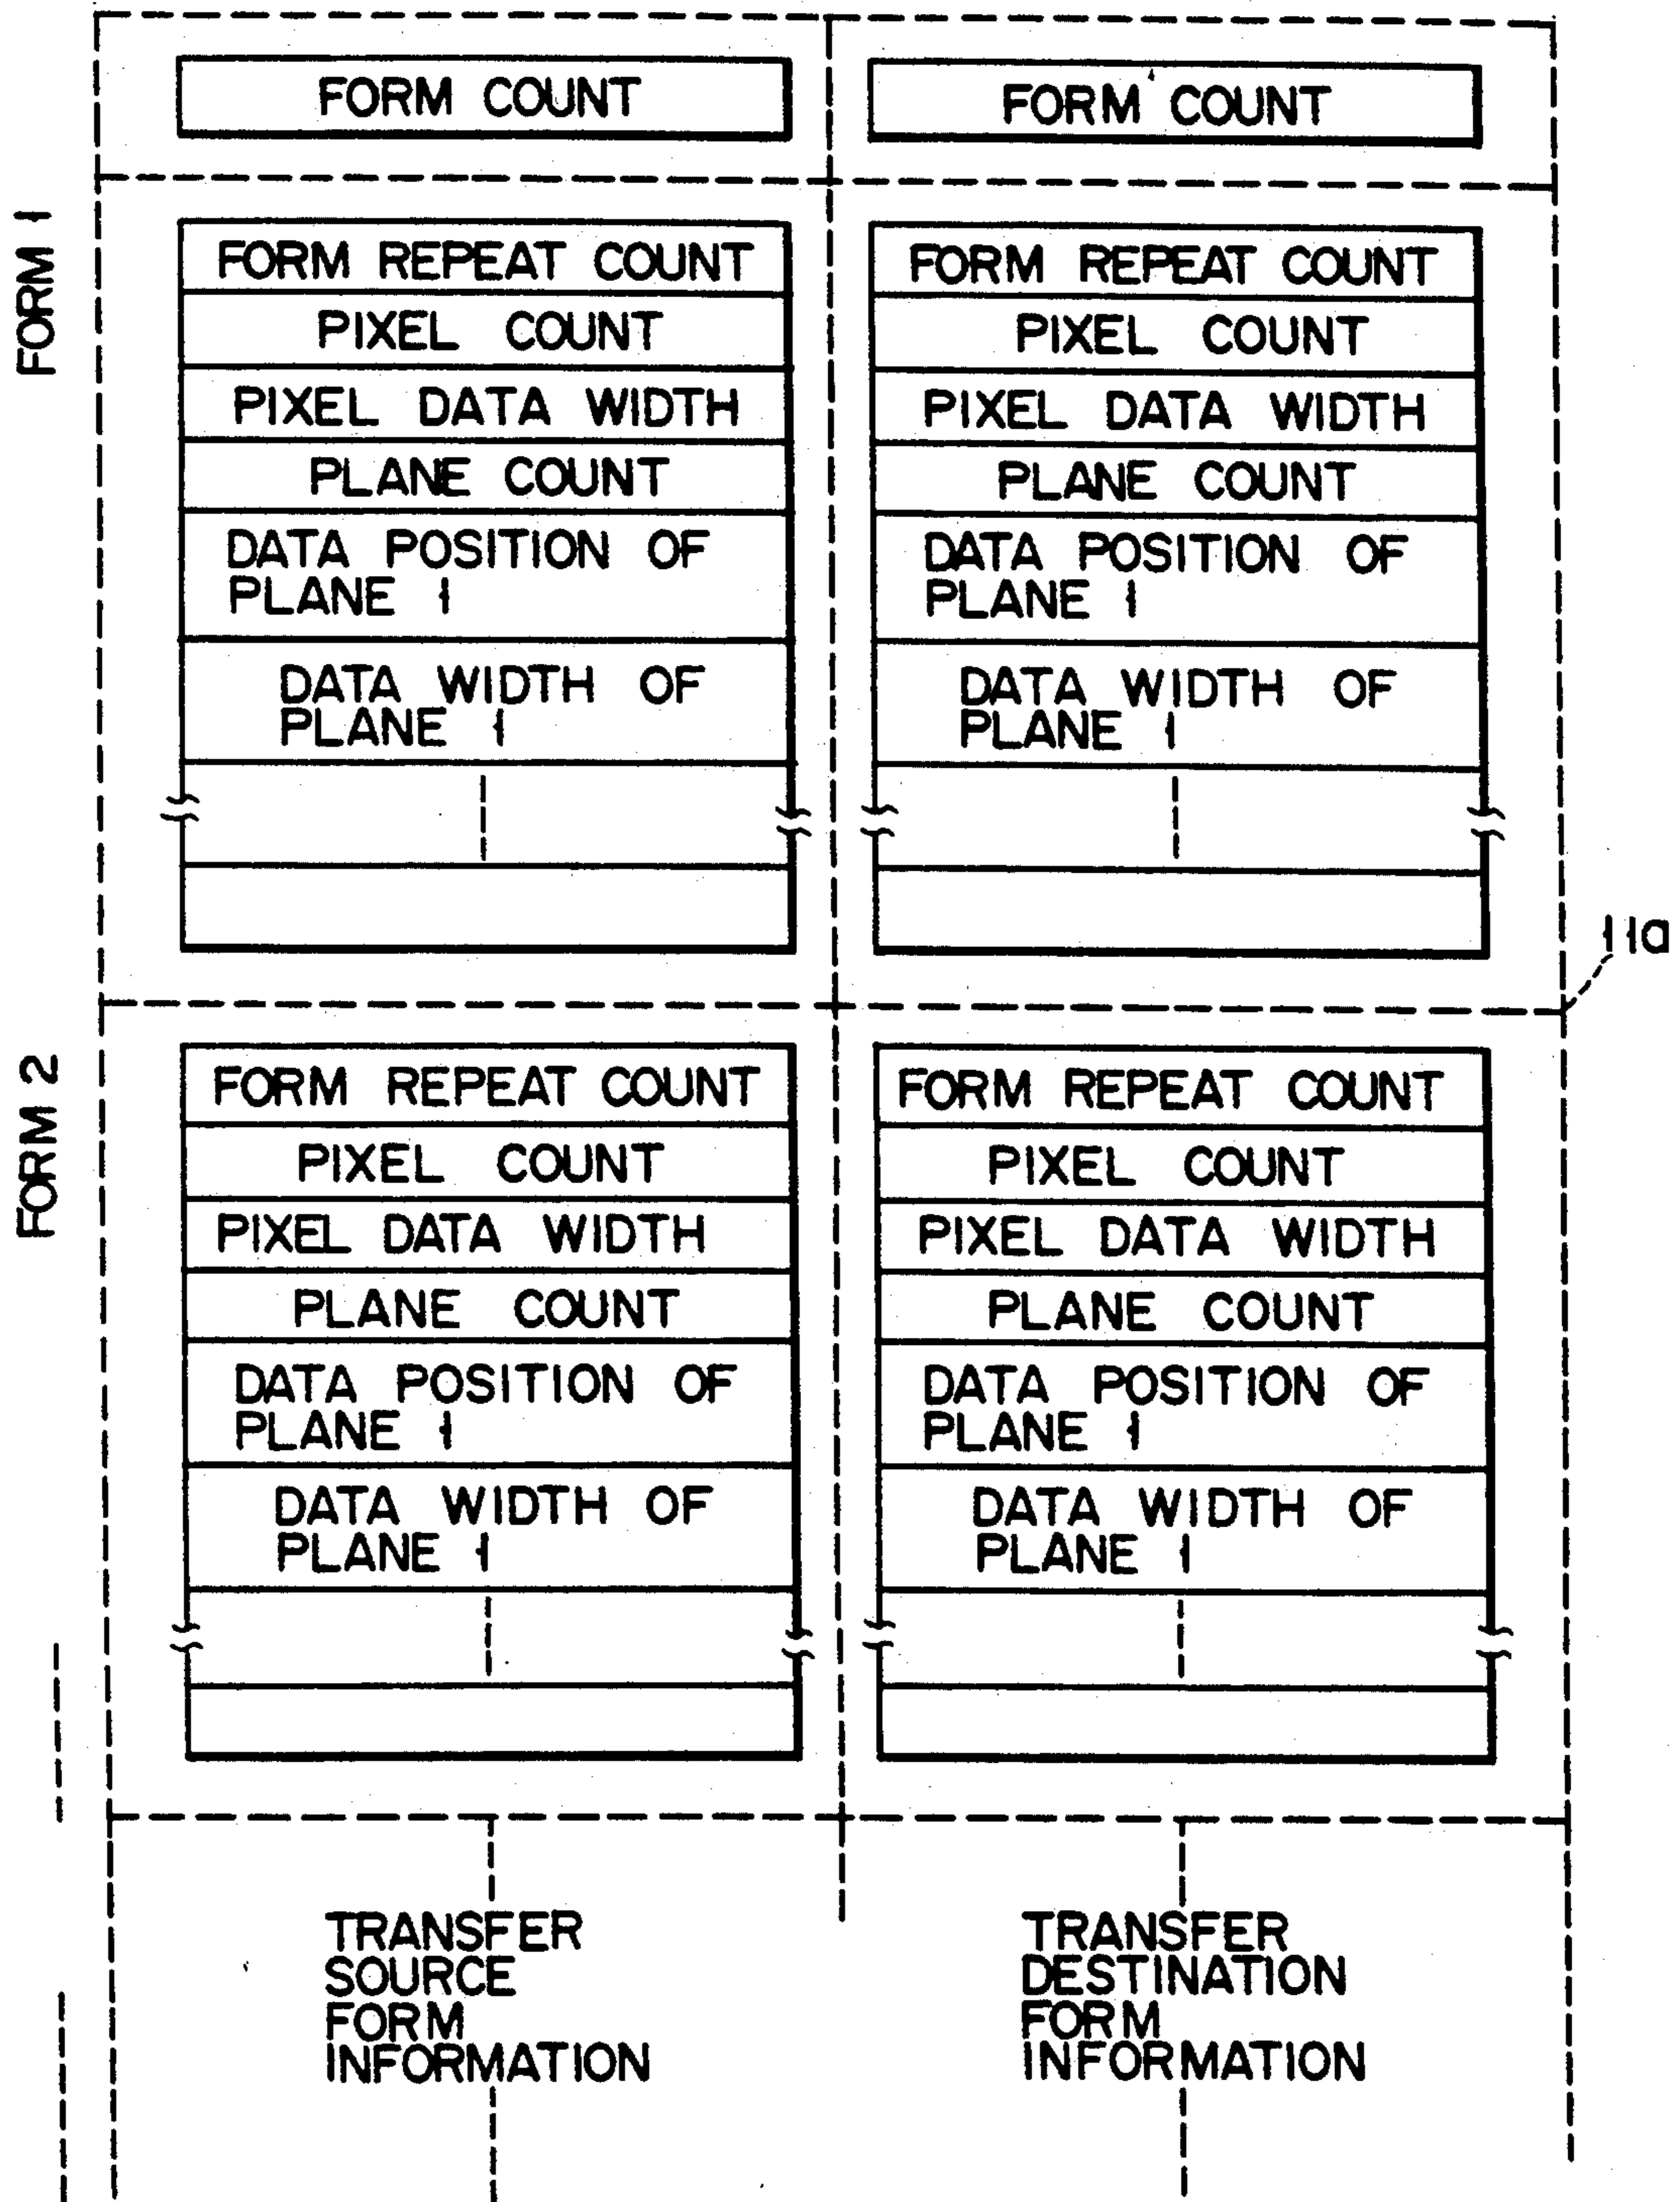 FORM COUNT
FORM COUNT
FORM 1
FORM REPEAT COUNT
PIXEL COUNT
PIXEL DATA WIDTH
PLANE COUNT
DATA POSITION OF
PLANE 1
DATA WIDTH OF
PLANE 1
FORM REPEAT COUNT
PIXEL COUNT
PIXEL DATA WIDTH
PLANE COUNT
DATA POSITION OF
PLANE 1
DATA WIDTH OF
PLANE 1
11a
FORM 2
FORM REPEAT COUNT
PIXEL COUNT
PIXEL DATA WIDTH
PLANE COUNT
DATA POSITION OF
PLANE 1
DATA WIDTH OF
PLANE 1
FORM REPEAT COUNT
PIXEL COUNT
PIXEL DATA WIDTH
PLANE COUNT
DATA POSITION OF
PLANE 1
DATA WIDTH OF
PLANE 1
TRANSFER
SOURCE
FORM
INFORMATION
TRANSFER
DESTINATION
FORM
INFORMATION